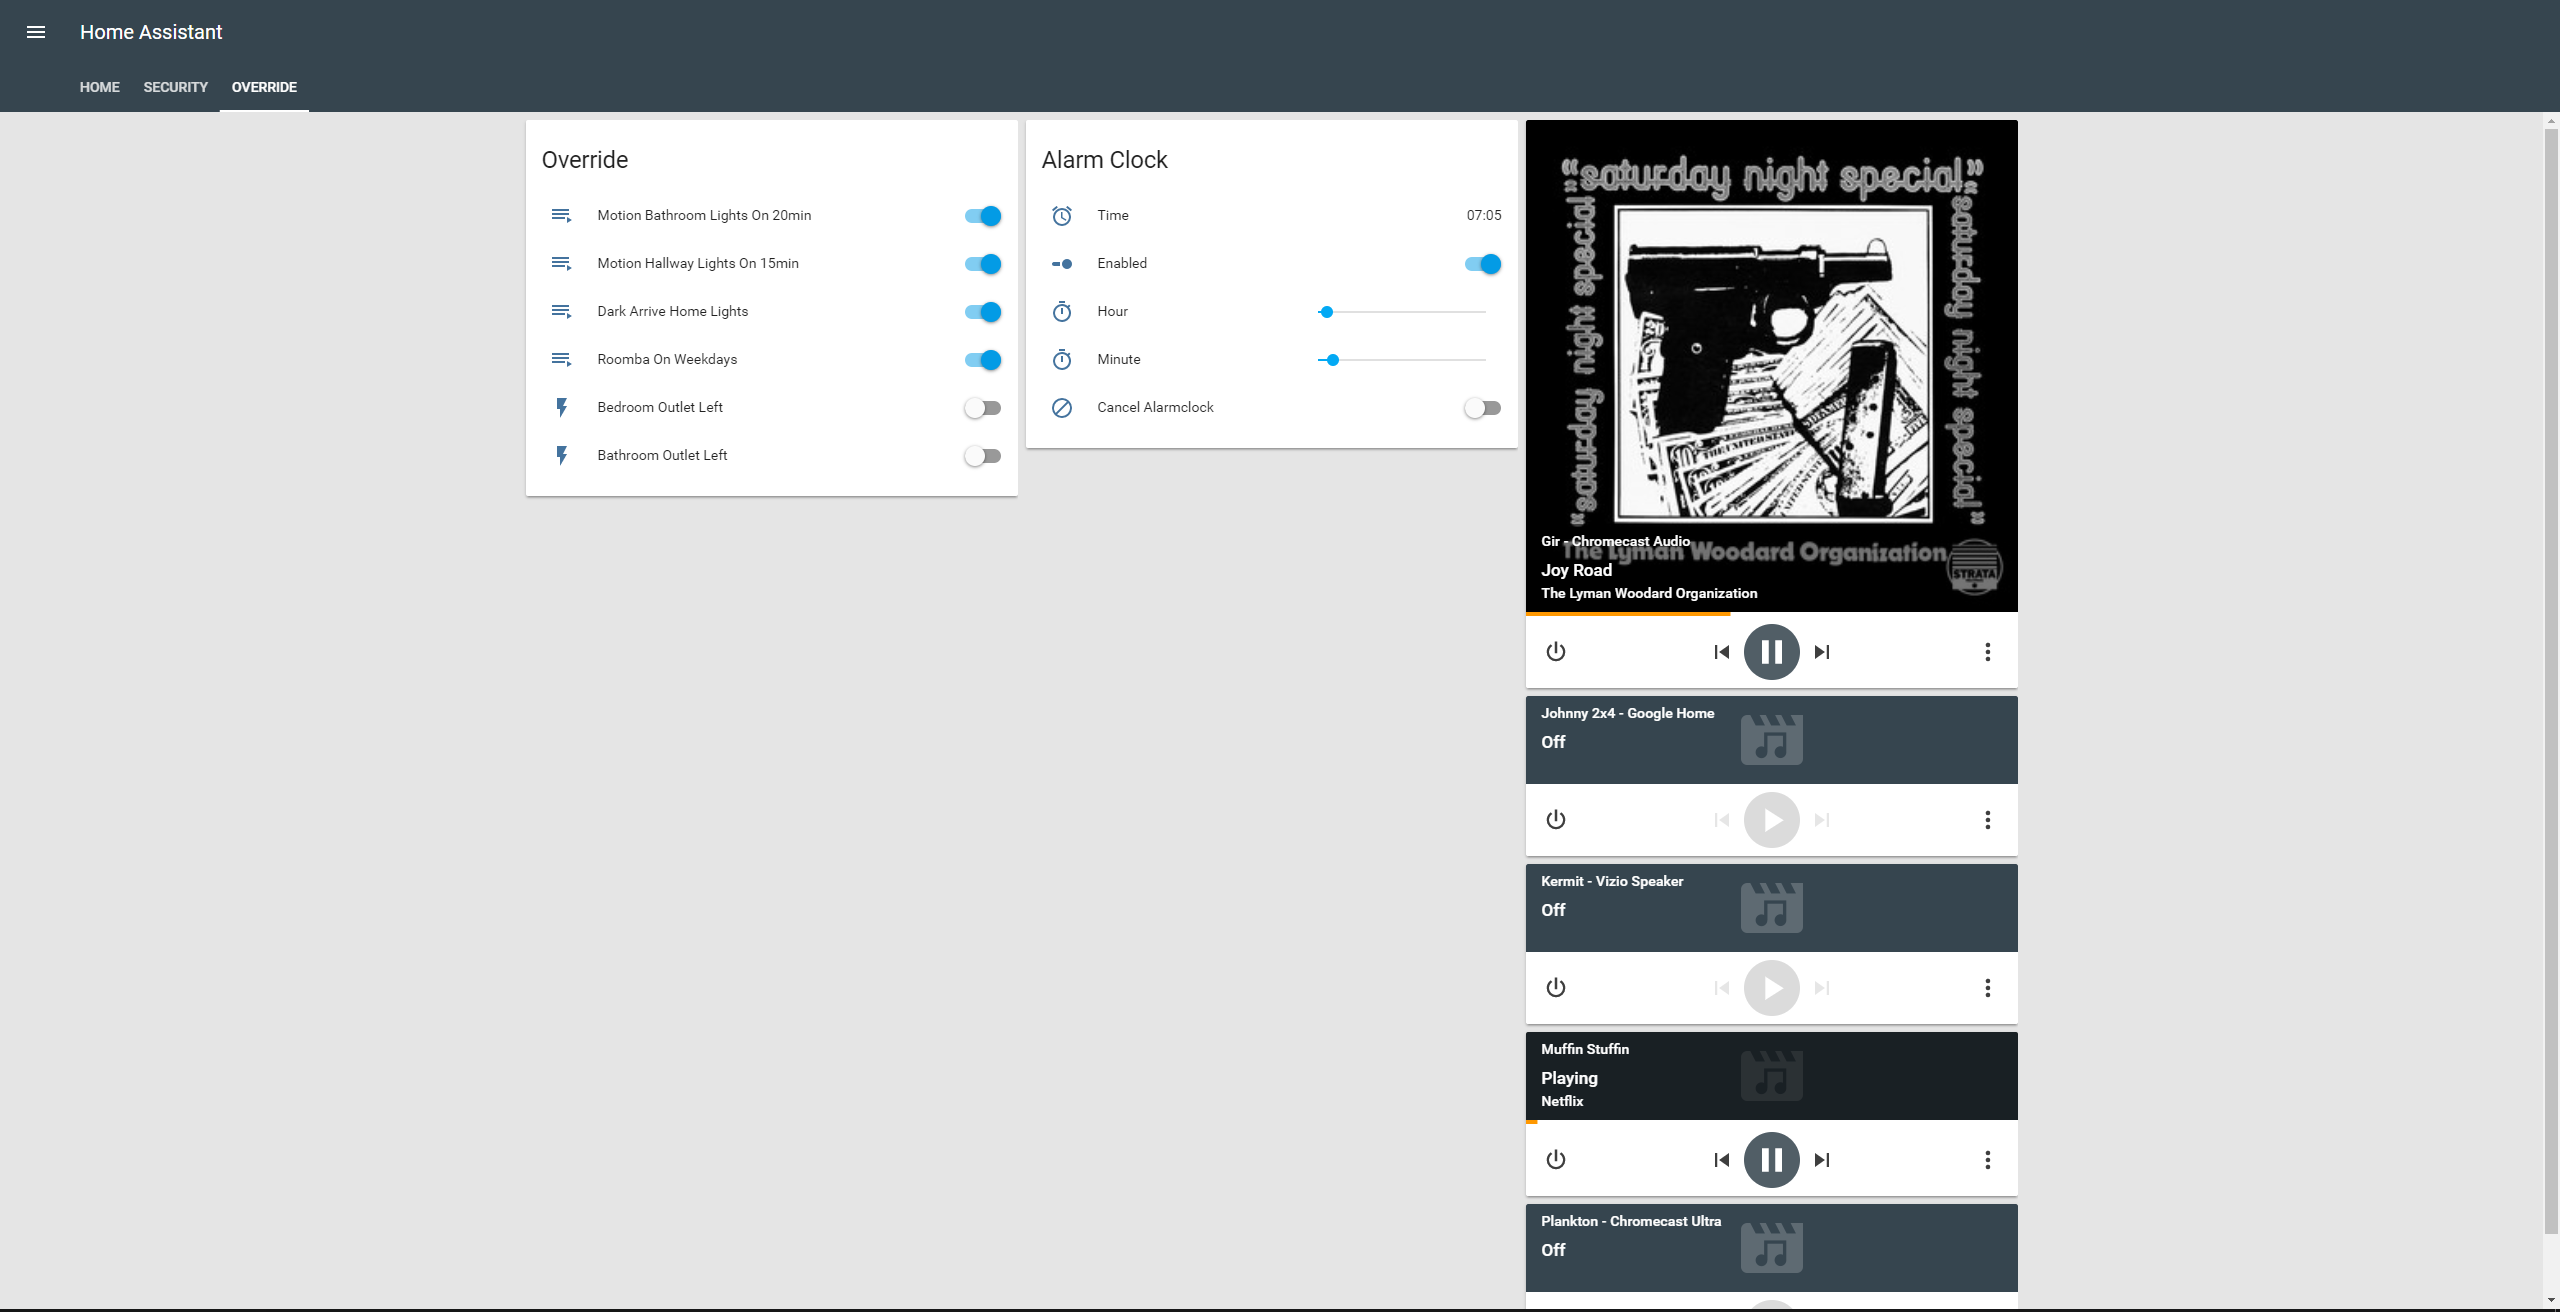 Home Assistant
HOME SECURITY OVERRIDE
Override
Motion Bathroom Lights On 20min
Motion Hallway Lights On 15min
Dark Arrive Home Lights
Roomba On Weekdays
Bedroom Outlet Left
Bathroom Outlet Left
Alarm Clock
Time 07:05
Enabled
Hour
Minute
Cancel Alarmclock
"saturday night special"
"saturday night special"
"saturday night special"
The Lyman Woodard Organization
STRATA
Gir - Chromecast Audio
Joy Road
The Lyman Woodard Organization
Johnny 2x4 - Google Home
Off
Kermit - Vizio Speaker
Off
Muffin Stuffin
Playing
Netflix
Plankton - Chromecast Ultra
Off